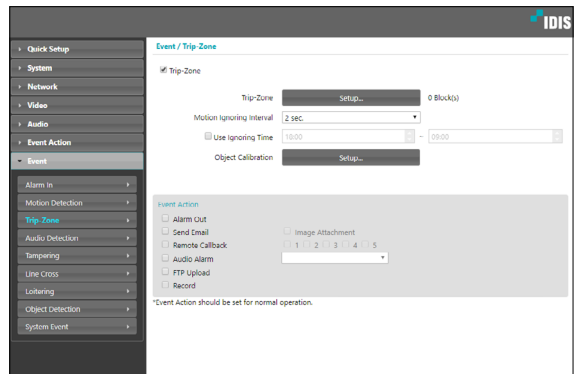 IDIS
Quick Setup
System
Network
Video
Audio
Event Action
Event
Alarm In
Motion Detection
Trip-Zone
Audio Detection
Tampering
Line Cross
Loitering
Object Detection
System Event
Event / Trip-Zone
Trip-Zone
Trip-Zone Setup... 0 Block(s)
Motion Ignoring Interval 2 sec.
Use Ignoring Time 18:00 ~ 09:00
Object Calibration Setup...
Event Action
Alarm Out
Send Email Image Attachment
Remote Callback 1 2 3 4 5
Audio Alarm
FTP Upload
Record
*Event Action should be set for normal operation.